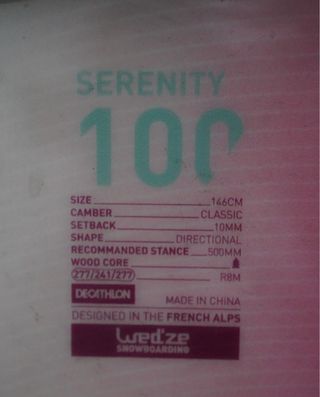 SERENITY
100
SIZE 146CM
CAMBER CLASSIC
SETBACK 10MM
SHAPE DIRECTIONAL
RECOMMANDED STANCE 500MM
WOOD CORE
277/241/277 R8M
DECATHLON MADE IN CHINA
DESIGNED IN THE FRENCH ALPS
wed'ze
SNOWBOARDING